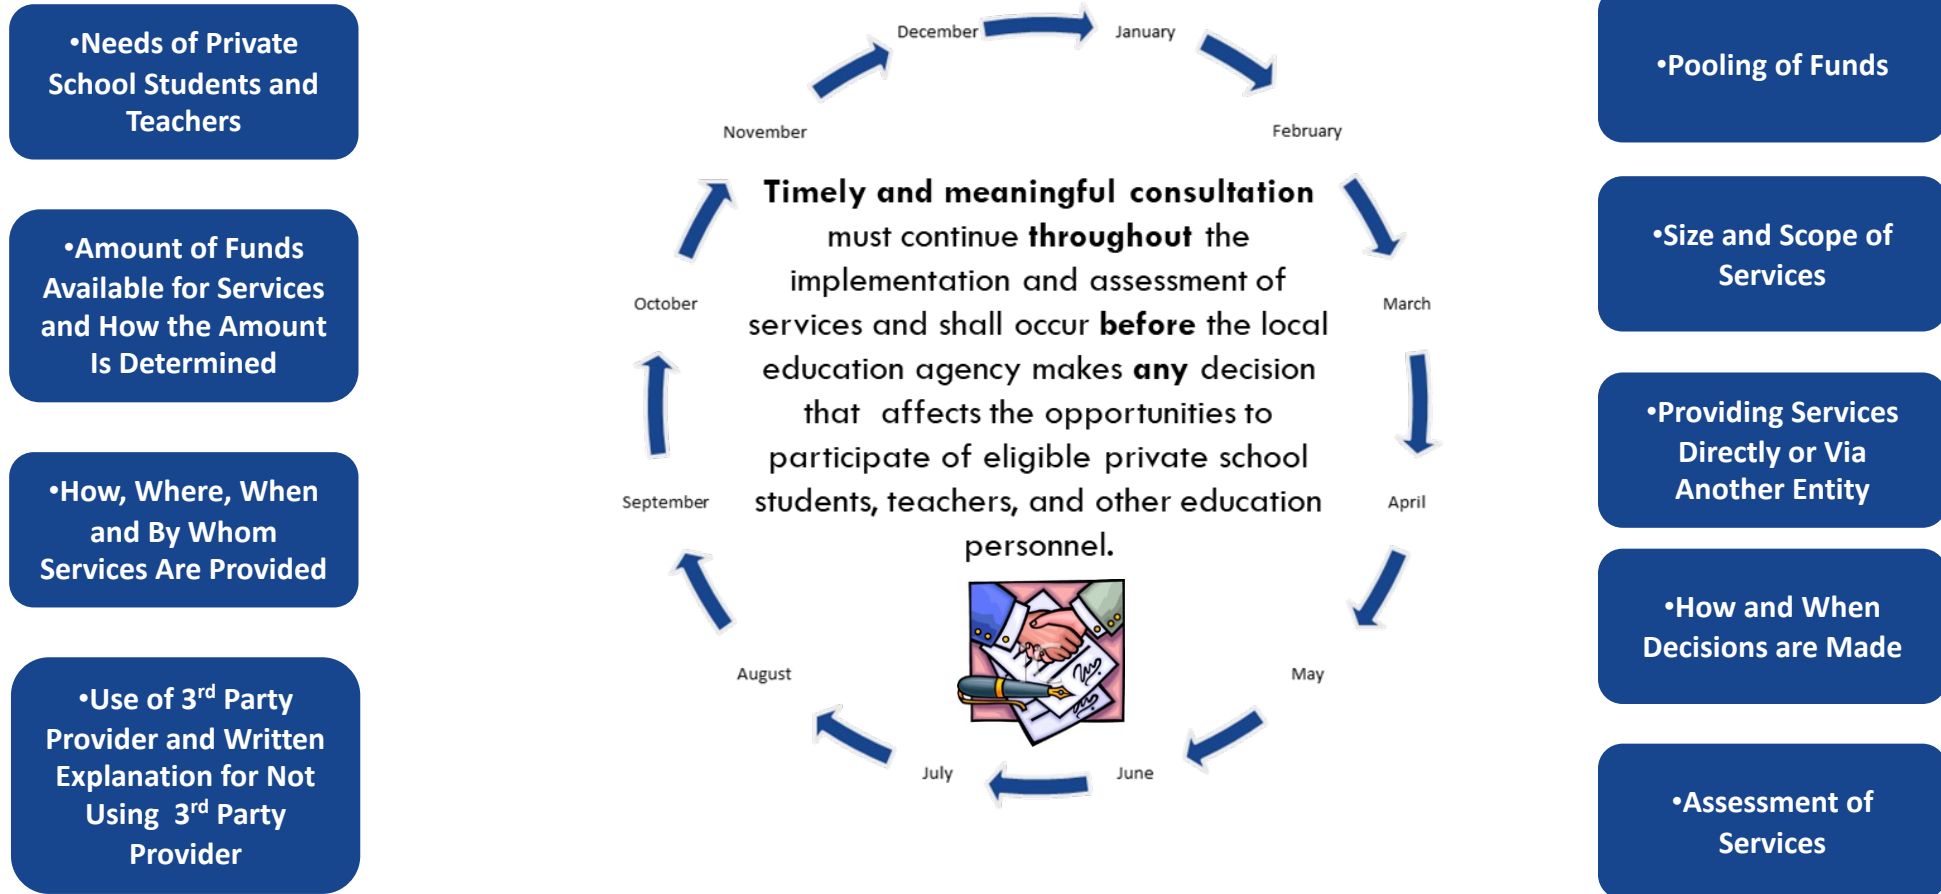 •Needs of Private
School Students and
Teachers
•Amount of Funds
Available for Services
and How the Amount
Is Determined
•How, Where, When
and By Whom
Services Are Provided
•Use of 3rd Party
Provider and Written
Explanation for Not
Using 3rd Party
Provider
December
January
February
March
April
May
June
July
August
September
October
November
Timely and meaningful consultation
must continue throughout the
implementation and assessment of
services and shall occur before the local
education agency makes any decision
that affects the opportunities to
participate of eligible private school
students, teachers, and other education
personnel.
•Pooling of Funds
•Size and Scope of
Services
•Providing Services
Directly or Via
Another Entity
•How and When
Decisions are Made
•Assessment of
Services